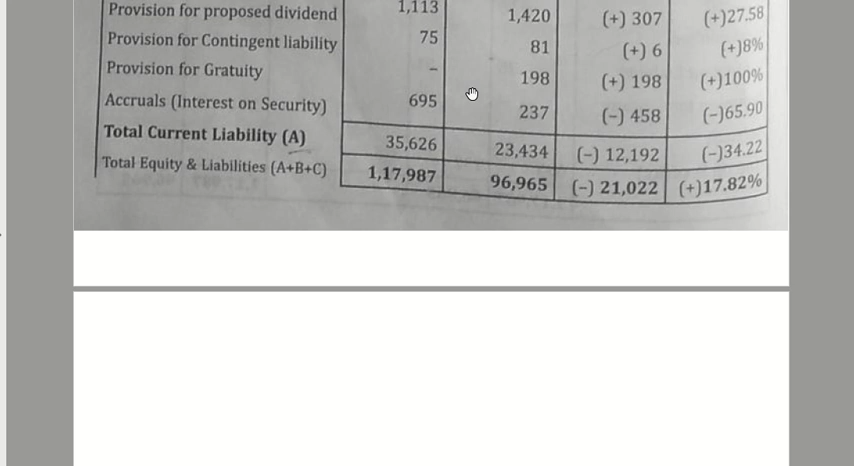 Provision for proposed dividend 1,113 1,420 (+) 307 (+)27.58
Provision for Contingent liability 75 81 (+) 6 (+)8%
Provision for Gratuity – 198 (+) 198 (+)100%
Accruals (Interest on Security) 695 237 (–) 458 (–)65.90
Total Current Liability (A) 35,626 23,434 (–) 12,192 (–)34.22
Total Equity & Liabilities (A+B+C) 1,17,987 96,965 (–) 21,022 (+)17.82%